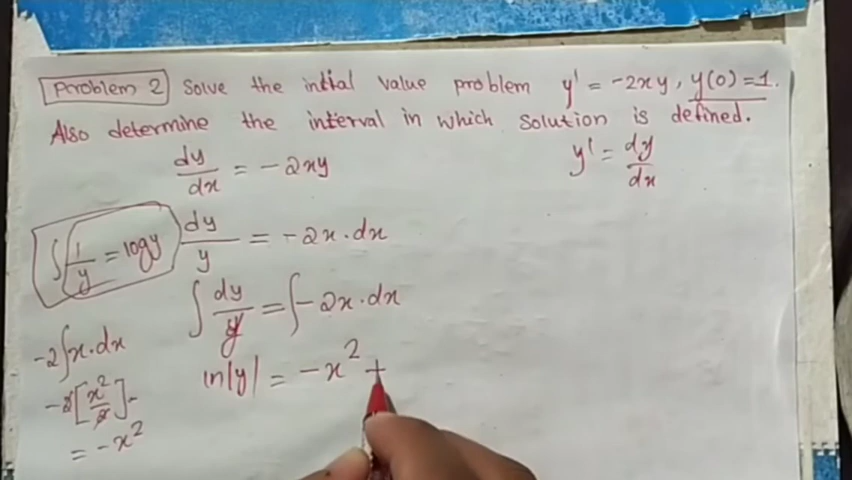 Problem 2 Solve the initial value problem y' = -2xy, y(0)=1.
Also determine the interval in which solution is defined.
dy/dx = -2xy
y' = dy/dx
∫ 1/y = logy
dy/y = -2x.dx
∫ dy/y = ∫ -2x.dx
-2∫x.dx
ln|y| = -x² +
-2[x²/2]
= -x²